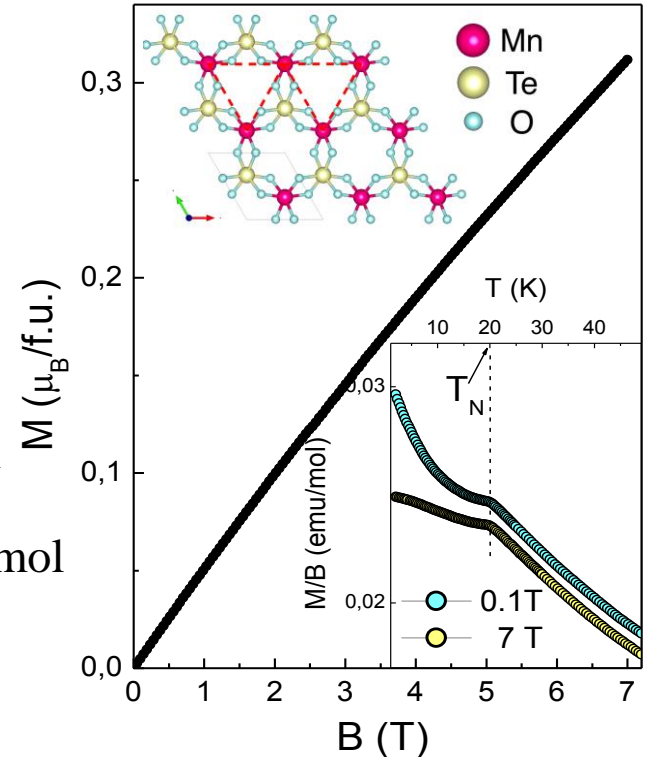 Mn
Te
O
0,3
0,2
0,1
0,0
M (μB/f.u.)
mol
0 1 2 3 4 5 6 7
B (T)
T (K)
10 20 30 40
TN
0,03
0,02
M/B (emu/mol)
0.1T
7 T